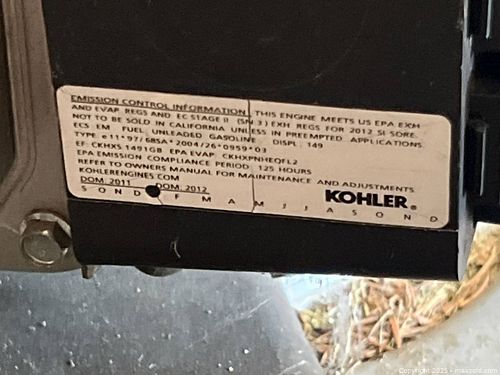 EMISSION CONTROL INFORMATION THIS ENGINE MEETS US EPA EXH
AND EVAP REGS AND EC STAGE II (SN 3) EXH REGS FOR 2012 SI SORE.
NOT TO BE SOLD IN CALIFORNIA UNLESS IN PREEMPTED APPLICATIONS
ECS EM FUEL: UNLEADED GASOLINE DISPL: 149
TYPE e11*97/68SA*2004/26*0959*03
EF: CKHXS.1491GB EPA EVAP: CKHXPNHEQFL2
EPA EMISSION COMPLIANCE PERIOD: 125 HOURS
REFER TO OWNERS MANUAL FOR MAINTENANCE AND ADJUSTMENTS
KOHLERENGINES.COM
DOM: 2011 DOM: 2012
KOHLER®
S O N D F M A M J J A S O N D
Copyright 2025 - maxsold.com